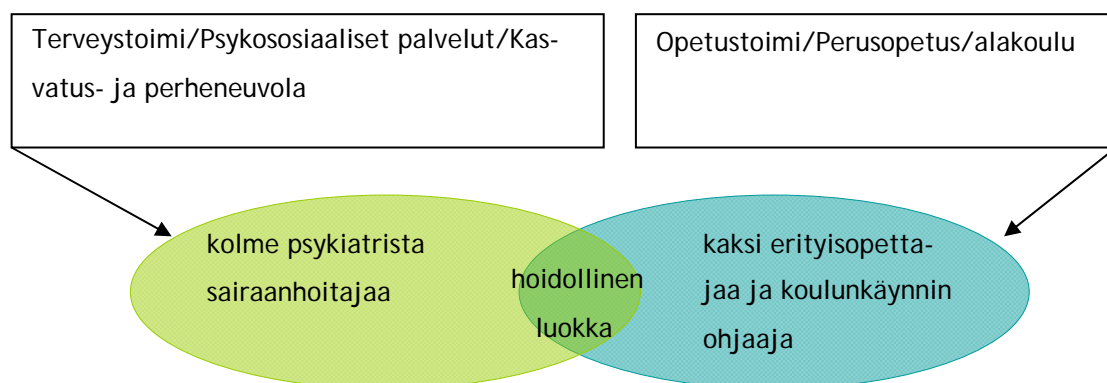 Terveystoimi/Psykososiaaliset palvelut/Kas-
vatus- ja perheneuvola
Opetustoimi/Perusopetus/alakoulu
kolme psykiatrista
sairaanhoitajaa
hoidollinen
luokka
kaksi erityisopetta-
jaa ja koulunkäynnin
ohjaaja